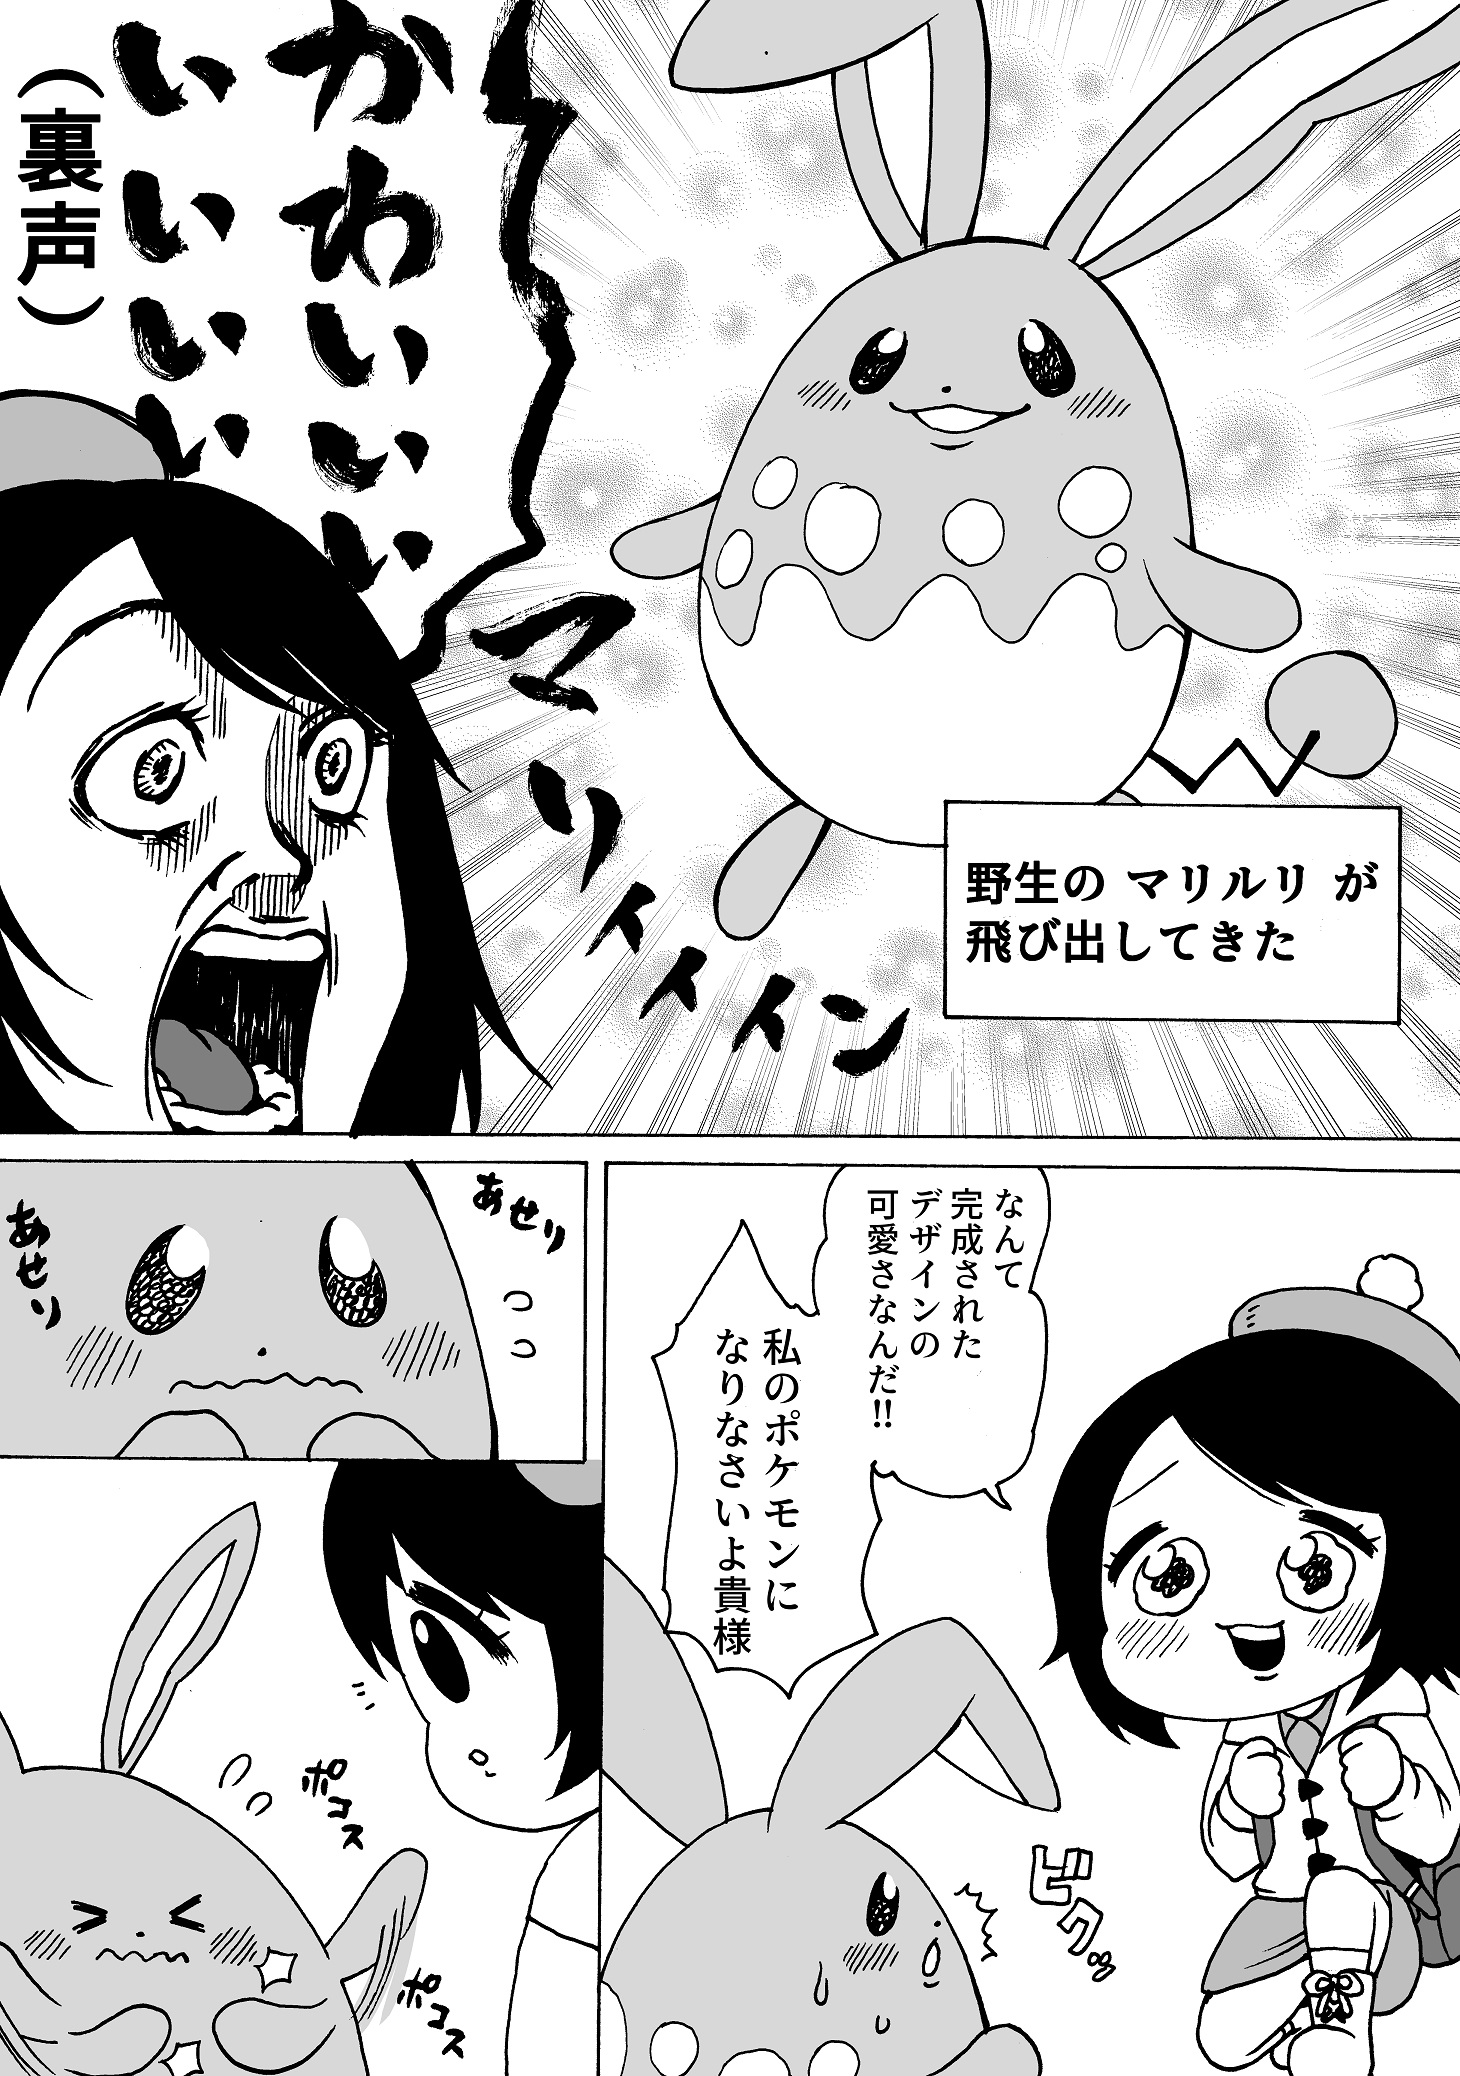 かわいいい
いいいい
（裏声）
マリイイイン
野生の マリルリ が
飛び出してきた
なんて
完成された
デザインの
可愛さなんだ!!
私のポケモンに
なりなさいよ貴様
ビクッ
あせり
あせり
ポコス
ポコス